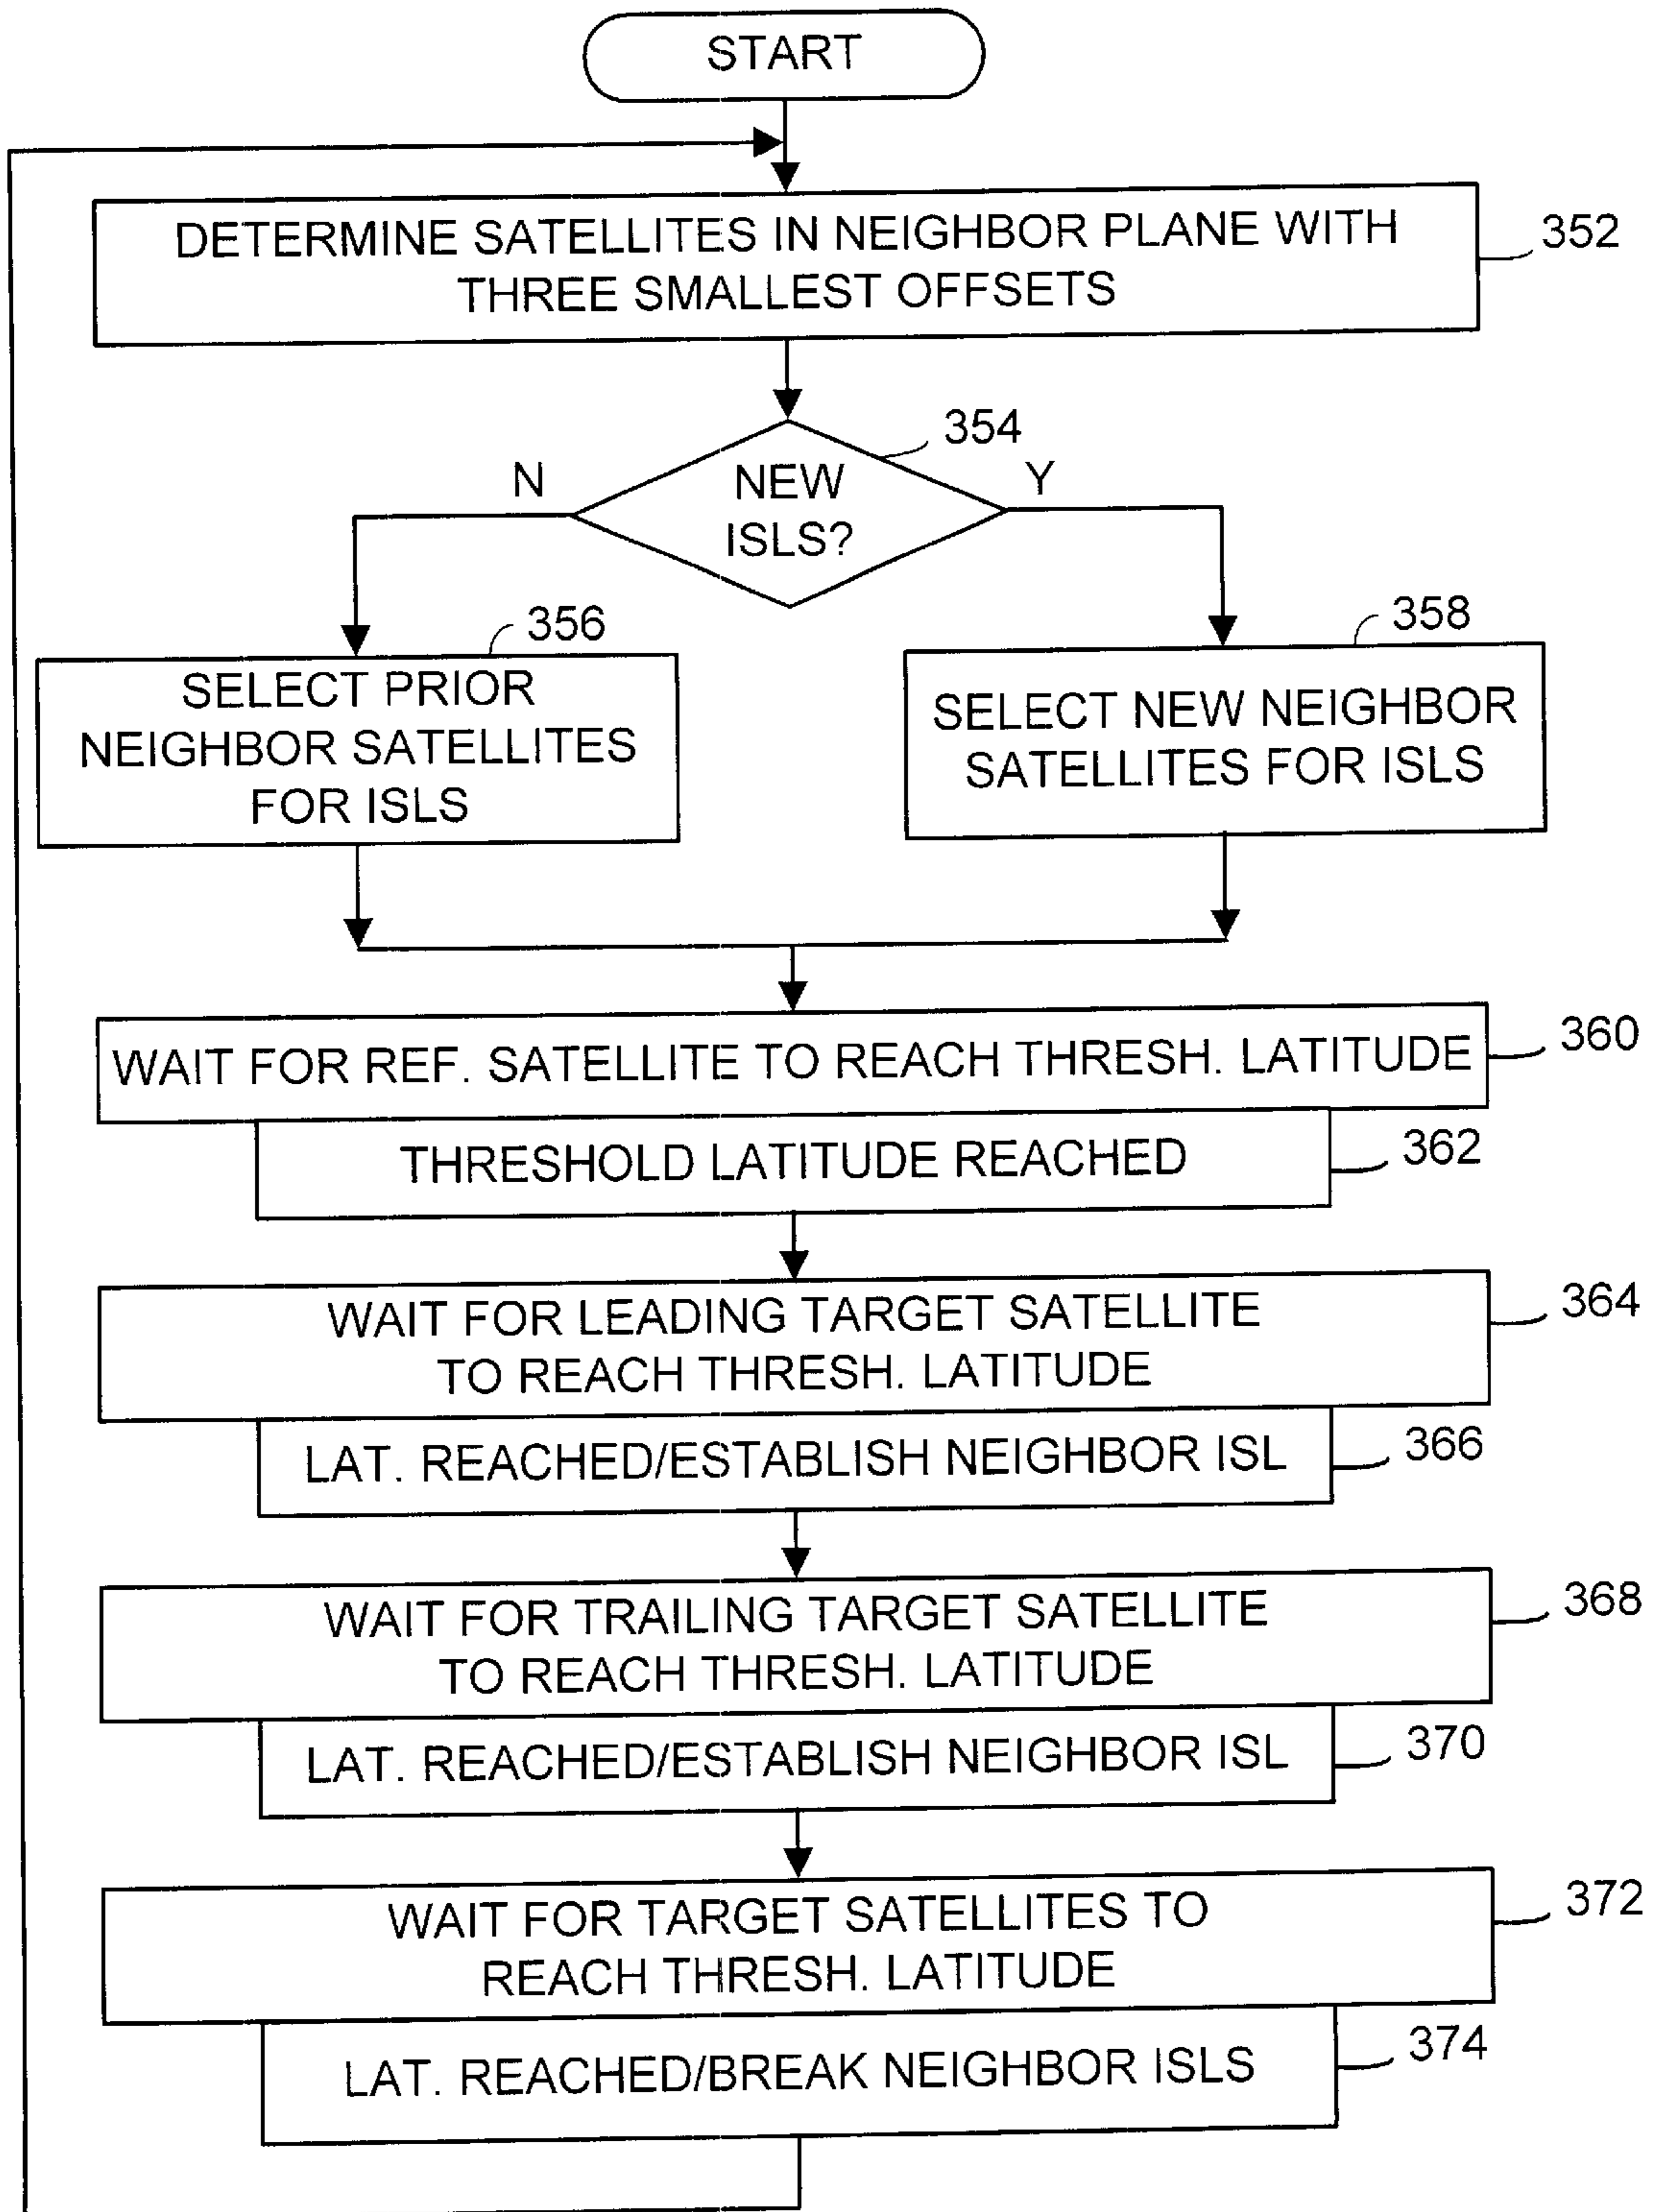 START
DETERMINE SATELLITES IN NEIGHBOR PLANE WITH
THREE SMALLEST OFFSETS
352
354
N
NEW
ISLS?
Y
356
SELECT PRIOR
NEIGHBOR SATELLITES
FOR ISLS
358
SELECT NEW NEIGHBOR
SATELLITES FOR ISLS
WAIT FOR REF. SATELLITE TO REACH THRESH. LATITUDE
360
THRESHOLD LATITUDE REACHED
362
WAIT FOR LEADING TARGET SATELLITE
TO REACH THRESH. LATITUDE
364
LAT. REACHED/ESTABLISH NEIGHBOR ISL
366
WAIT FOR TRAILING TARGET SATELLITE
TO REACH THRESH. LATITUDE
368
LAT. REACHED/ESTABLISH NEIGHBOR ISL
370
WAIT FOR TARGET SATELLITES TO
REACH THRESH. LATITUDE
372
LAT. REACHED/BREAK NEIGHBOR ISLS
374